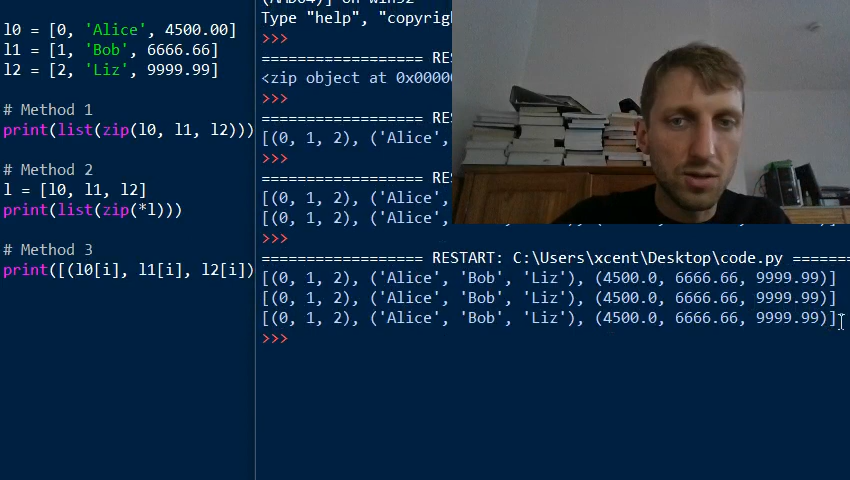 l0 = [0, 'Alice', 4500.00]
l1 = [1, 'Bob', 6666.66]
l2 = [2, 'Liz', 9999.99]
# Method 1
print(list(zip(l0, l1, l2)))
# Method 2
l = [l0, l1, l2]
print(list(zip(*l)))
# Method 3
print([(l0[i], l1[i], l2[i])
Type "help", "copyrig
>>>
================== RES
<zip object at 0x0000
>>>
================== RES
[(0, 1, 2), ('Alice',
>>>
================== RES
[(0, 1, 2), ('Alice',
[(0, 1, 2), ('Alice',
>>>
================== RESTART: C:\Users\xcent\Desktop\code.py ======
[(0, 1, 2), ('Alice', 'Bob', 'Liz'), (4500.0, 6666.66, 9999.99)]
[(0, 1, 2), ('Alice', 'Bob', 'Liz'), (4500.0, 6666.66, 9999.99)]
[(0, 1, 2), ('Alice', 'Bob', 'Liz'), (4500.0, 6666.66, 9999.99)]
>>>